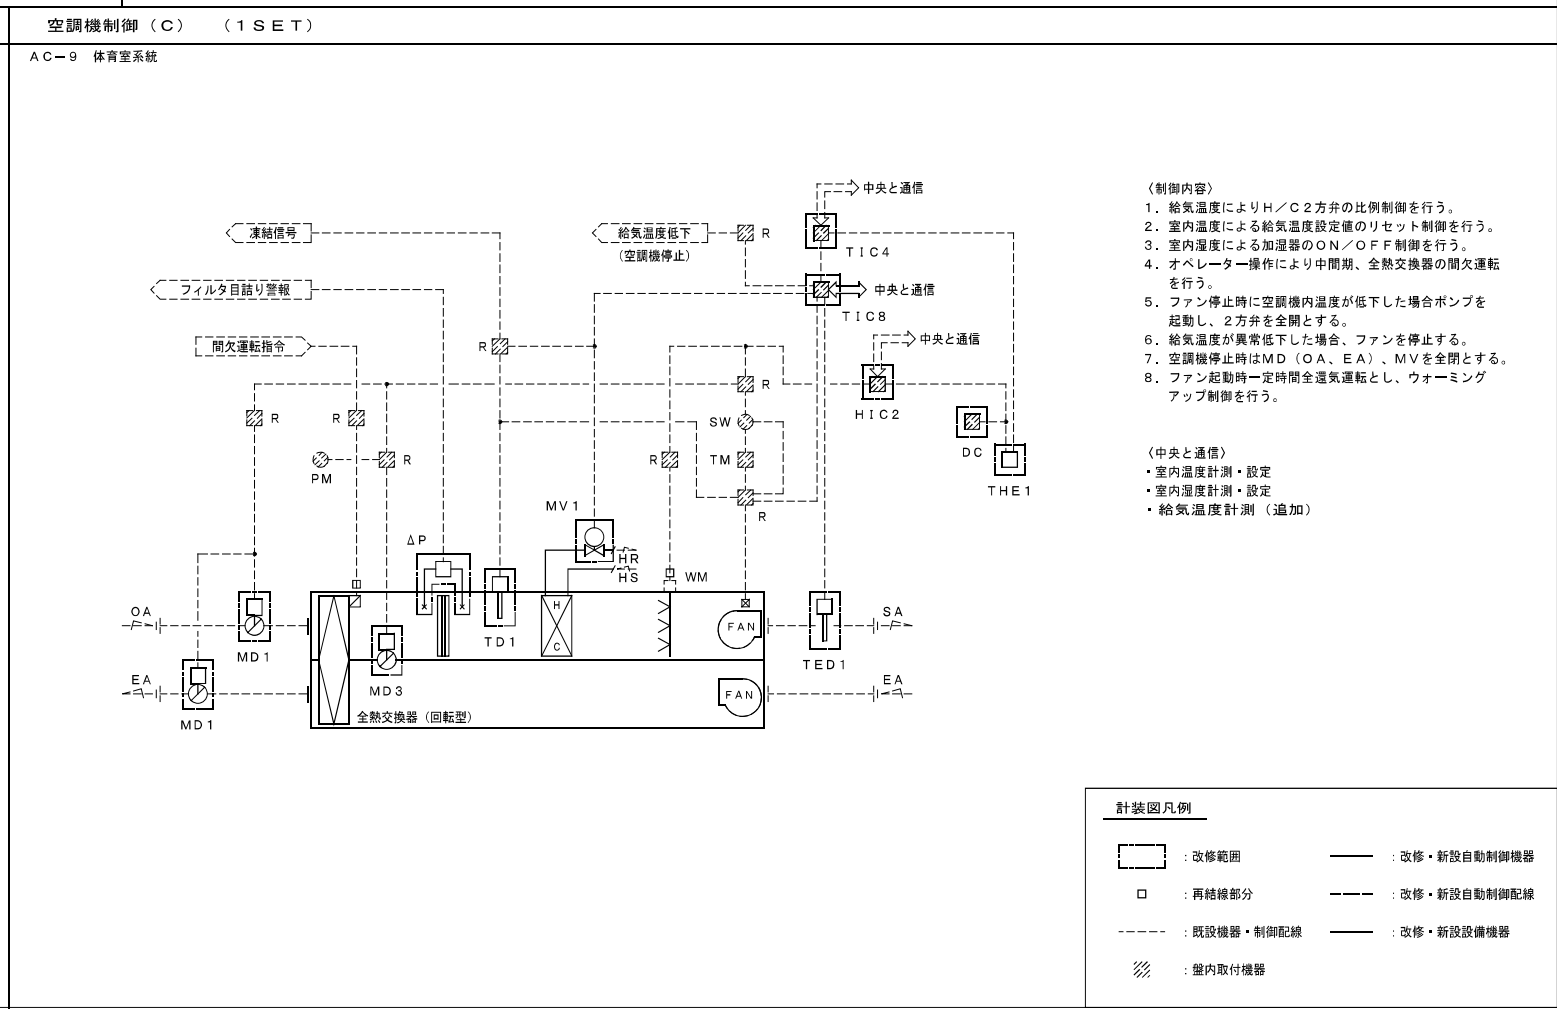 空調機制御（C）　（1SET）
AC－9　体育室系統
中央と通信
凍結信号
給気温度低下
（空調機停止）
R
TIC4
フィルタ目詰り警報
中央と通信
TIC8
間欠運転指令
R
中央と通信
R
HIC2
R
R
SW
DC
PM
R
R
TM
THE1
MV1
R
ΔP
HR
HS
WM
OA
H
C
FAN
SA
MD1
TD1
TED1
EA
MD3
FAN
EA
MD1
全熱交換器（回転型）
〈制御内容〉
1．給気温度によりH／C2方弁の比例制御を行う。
2．室内温度による給気温度設定値のリセット制御を行う。
3．室内湿度による加湿器のON／OFF制御を行う。
4．オペレーター操作により中間期、全熱交換器の間欠運転
を行う。
5．ファン停止時に空調機内温度が低下した場合ポンプを
起動し、2方弁を全開とする。
6．給気温度が異常低下した場合、ファンを停止する。
7．空調機停止時はMD（OA、EA）、MVを全閉とする。
8．ファン起動時一定時間全還気運転とし、ウォーミング
アップ制御を行う。
〈中央と通信〉
・室内温度計測・設定
・室内湿度計測・設定
・給気温度計測（追加）
計装図凡例
：改修範囲
：改修・新設自動制御機器
：再結線部分
：改修・新設自動制御配線
：既設機器・制御配線
：改修・新設設備機器
：盤内取付機器